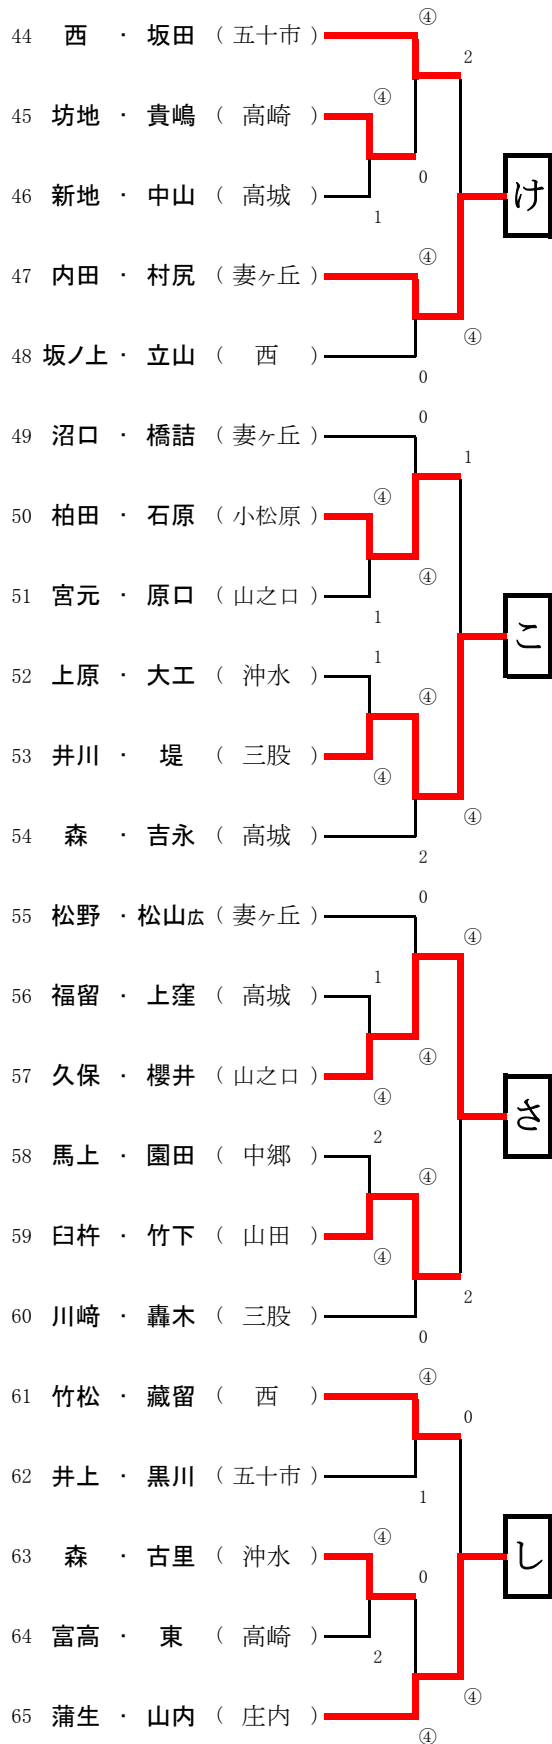 ④
44 西 ・ 坂田 （ 五十市 ）
2
④
45 坊地 ・ 貴嶋 （ 高崎 ）
0
け
46 新地 ・ 中山 （ 高城 ）
1
④
47 内田 ・ 村尻 （ 妻ヶ丘 ）
④
48 坂ノ上 ・ 立山 （ 西 ）
0
0
49 沼口 ・ 橋詰 （ 妻ヶ丘 ）
1
④
50 柏田 ・ 石原 （ 小松原 ）
④
51 宮元 ・ 原口 （ 山之口 ）
1
こ
1
52 上原 ・ 大工 （ 沖水 ）
④
53 井川 ・ 堤 （ 三股 ）
④
④
54 森 ・ 吉永 （ 高城 ）
2
0
55 松野 ・ 松山広 （ 妻ヶ丘 ）
④
1
56 福留 ・ 上窪 （ 高城 ）
④
57 久保 ・ 櫻井 （ 山之口 ）
④
さ
2
58 馬上 ・ 園田 （ 中郷 ）
④
59 臼杵 ・ 竹下 （ 山田 ）
④
2
60 川﨑 ・ 轟木 （ 三股 ）
0
④
61 竹松 ・ 藏留 （ 西 ）
0
62 井上 ・ 黒川 （ 五十市 ）
1
④
63 森 ・ 古里 （ 沖水 ）
0
し
64 富高 ・ 東 （ 高崎 ）
2
④
65 蒲生 ・ 山内 （ 庄内 ）
④